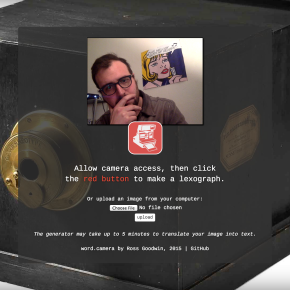 Allow camera access, then click
the red button to make a lexograph.
Or upload an image from your computer:
Choose File No file chosen
upload
The generator may take up to 5 minutes to translate your image into text.
word.camera by Ross Goodwin, 2015 | GitHub